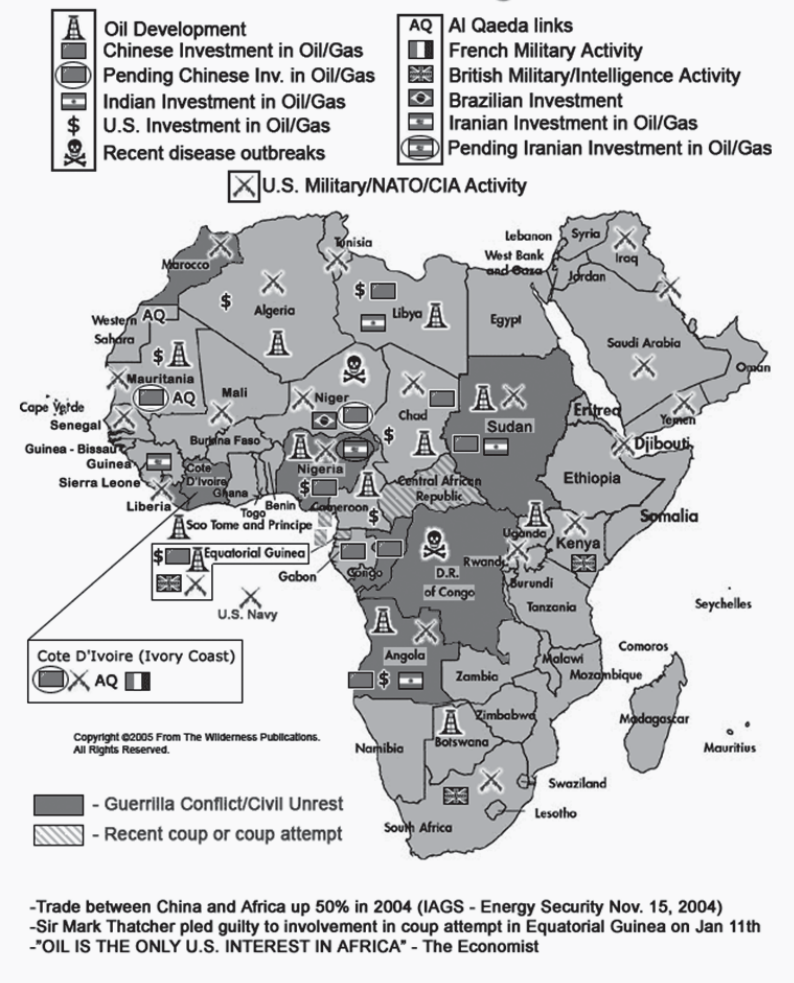 Oil Development
Chinese Investment in Oil/Gas
Pending Chinese Inv. in Oil/Gas
Indian Investment in Oil/Gas
$ U.S. Investment in Oil/Gas
Recent disease outbreaks
AQ Al Qaeda links
French Military Activity
British Military/Intelligence Activity
Brazilian Investment
Iranian Investment in Oil/Gas
Pending Iranian Investment in Oil/Gas
U.S. Military/NATO/CIA Activity
Marocco
Tunisia
Lebanon
Syria
Iraq
West Bank
and Gaza
Jordan
$
Algeria
$
Libya
Egypt
Western
Sahara
AQ
Saudi Arabia
Oman
$
Mauritania
AQ
Mali
Niger
Chad
$
Sudan
Eritrea
Yemen
Djibouti
Cape Verde
Senegal
Guinea - Bissau
Guinea
Sierra Leone
Liberia
Burkina Faso
Cote
D'Ivoire
Ghana
Togo
Benin
Nigeria
$
Cameroon
$
Central African
Republic
Ethiopia
Somalia
Sao Tome and Principe
$ Equatorial Guinea
Gabon
Congo
D.R.
of Congo
Uganda
Kenya
Rwanda
Burundi
Tanzania
Seychelles
U.S. Navy
Cote D'Ivoire (Ivory Coast)
AQ
Angola
$
Zambia
Malawi
Mozambique
Comoros
Madagascar
Mauritius
Zimbabwe
Botswana
Namibia
Swaziland
Lesotho
South Africa
Copyright ©2005 From The Wilderness Publications.
All Rights Reserved.
- Guerrilla Conflict/Civil Unrest
- Recent coup or coup attempt
-Trade between China and Africa up 50% in 2004 (IAGS - Energy Security Nov. 15, 2004)
-Sir Mark Thatcher pled guilty to involvement in coup attempt in Equatorial Guinea on Jan 11th
-"OIL IS THE ONLY U.S. INTEREST IN AFRICA" - The Economist